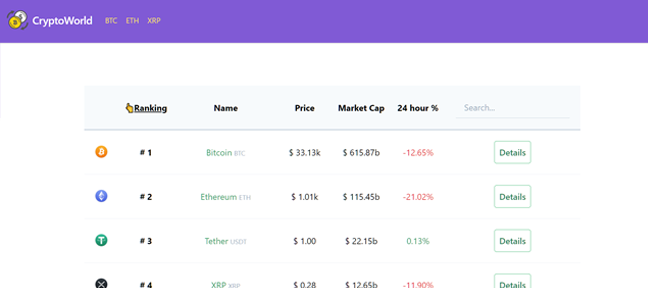 CryptoWorld BTC ETH XRP
Ranking Name Price Market Cap 24 hour % Search...
# 1 Bitcoin BTC $ 33.13k $ 615.87b -12.65% Details
# 2 Ethereum ETH $ 1.01k $ 115.45b -21.02% Details
# 3 Tether USDT $ 1.00 $ 22.15b 0.13% Details
# 4 XRP XRP $ 0.28 $ 12.65b -11.90% Details